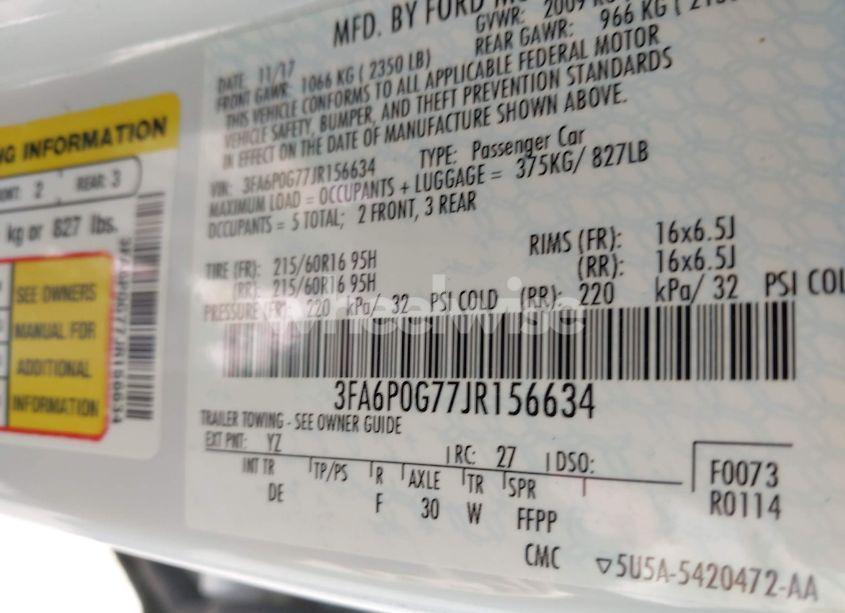 MFD. BY FORD
GVWR: 2009
DATE: 11/17
FRONT GAWR: 1066 KG ( 2350 LB)
REAR GAWR: 966 KG
THIS VEHICLE CONFORMS TO ALL APPLICABLE FEDERAL MOTOR
VEHICLE SAFETY, BUMPER, AND THEFT PREVENTION STANDARDS
IN EFFECT ON THE DATE OF MANUFACTURE SHOWN ABOVE.
VIN: 3FA6P0G77JR156634 TYPE: Passenger Car
MAXIMUM LOAD = OCCUPANTS + LUGGAGE = 375KG/ 827LB
OCCUPANTS = 5 TOTAL; 2 FRONT, 3 REAR
TIRE (FR): 215/60R16 95H RIMS (FR): 16x6.5J
(RR): 215/60R16 95H (RR): 16x6.5J
PRESSURE (FR): 220 kPa/ 32 PSI COLD (RR): 220 kPa/ 32 PSI COL
wheelwise
3FA6P0G77JR156634
TRAILER TOWING - SEE OWNER GUIDE
EXT PNT: YZ RC: 27 DSO:
INT TR TP/PS R AXLE TR SPR
DE F 30 W FFPP
CMC
F0073
R0114
▽5U5A-5420472-AA
NG INFORMATION
2 REAR: 3
kg or 827 lbs.
SEE OWNERS
MANUAL FOR
ADDITIONAL
INFORMATION
3FA6P0G77JR156634